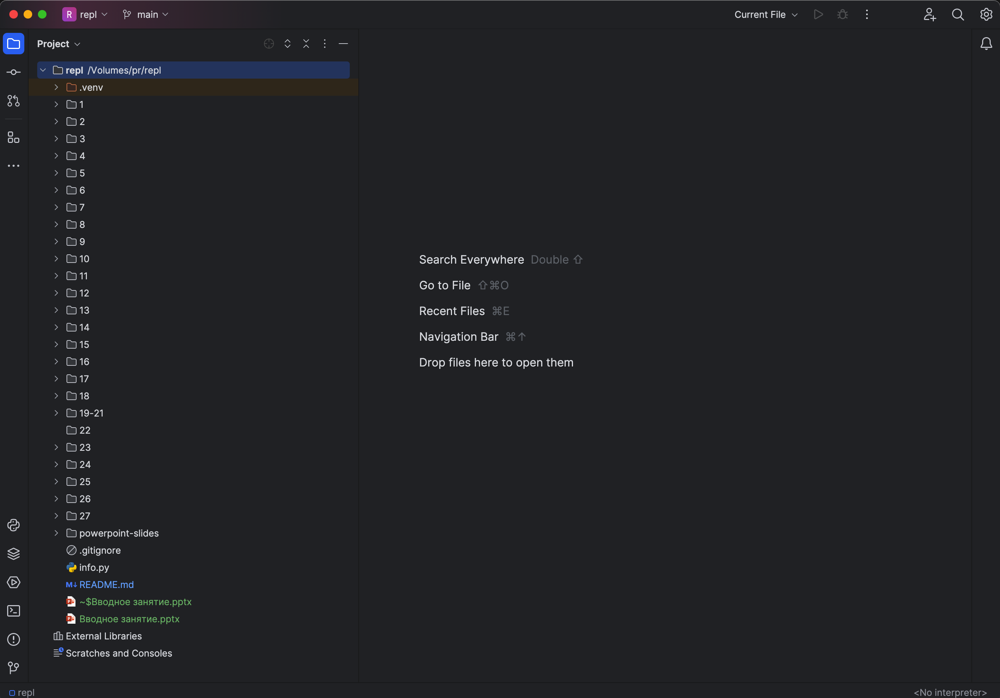 R repl main Current File
Project
repl /Volumes/pr/repl
.venv
1
2
3
4
5
6
7
8
9
10
11
12
13
14
15
16
17
18
19-21
22
23
24
25
26
27
powerpoint-slides
.gitignore
info.py
M↓ README.md
~$Вводное занятие.pptx
Вводное занятие.pptx
External Libraries
Scratches and Consoles
Search Everywhere Double ⇧
Go to File ⇧⌘O
Recent Files ⌘E
Navigation Bar ⌘↑
Drop files here to open them
repl <No interpreter>